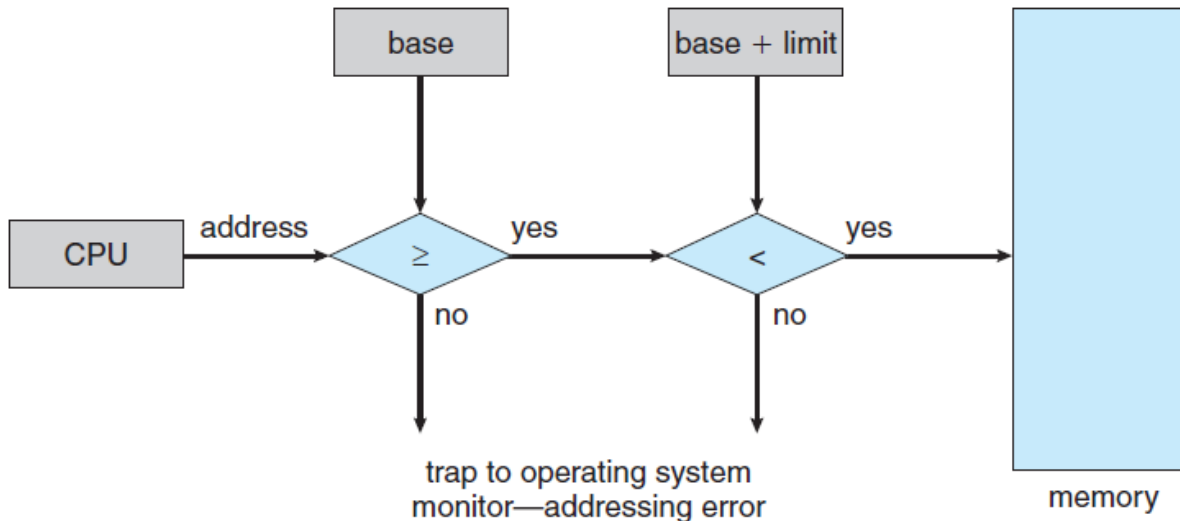 base
base + limit
CPU
address
≥
yes
<
yes
no
no
trap to operating system
monitor—addressing error
memory